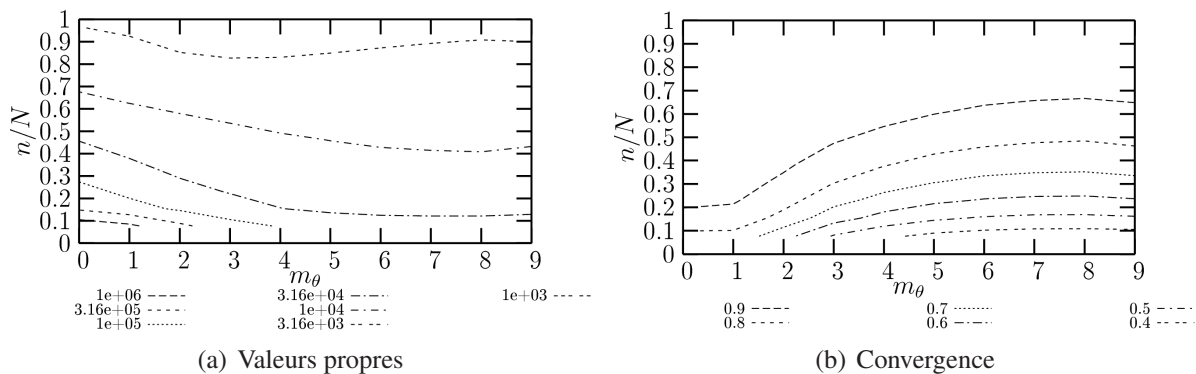 1
0.9
0.8
0.7
0.6
0.5
0.4
0.3
0.2
0.1
0
n/N
0 1 2 3 4 5 6 7 8 9
m_θ
1e+06
3.16e+05
1e+05
3.16e+04
1e+04
3.16e+03
1e+03
(a) Valeurs propres
1
0.9
0.8
0.7
0.6
0.5
0.4
0.3
0.2
0.1
0
n/N
0 1 2 3 4 5 6 7 8 9
m_θ
0.9
0.8
0.7
0.6
0.5
0.4
(b) Convergence